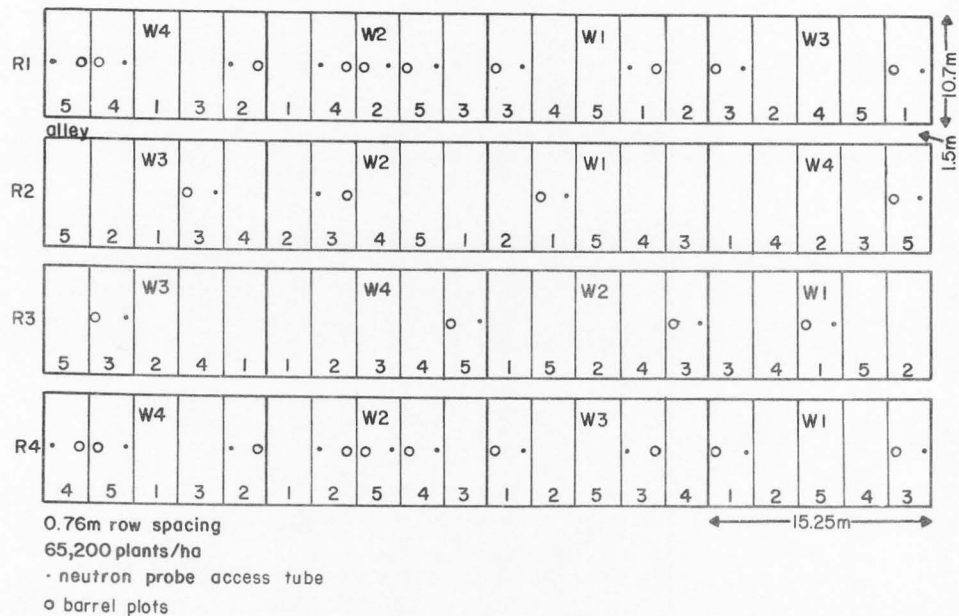 W4 W2 W1 W3
R1
5 4 1 3 2 1 4 2 5 3 3 4 5 1 2 3 2 4 5 1
10.7m
alley
1.5m
W3 W2 W1 W4
R2
5 2 1 3 4 2 3 4 5 1 2 1 5 4 3 1 4 2 3 5
W3 W4 W2 W1
R3
5 3 2 4 1 1 2 3 4 5 1 5 2 4 3 3 4 1 5 2
W4 W2 W3 W1
R4
4 5 1 3 2 1 2 5 4 3 1 2 5 3 4 1 2 5 4 3
15.25m
0.76m row spacing
65,200 plants/ha
· neutron probe access tube
o barrel plots